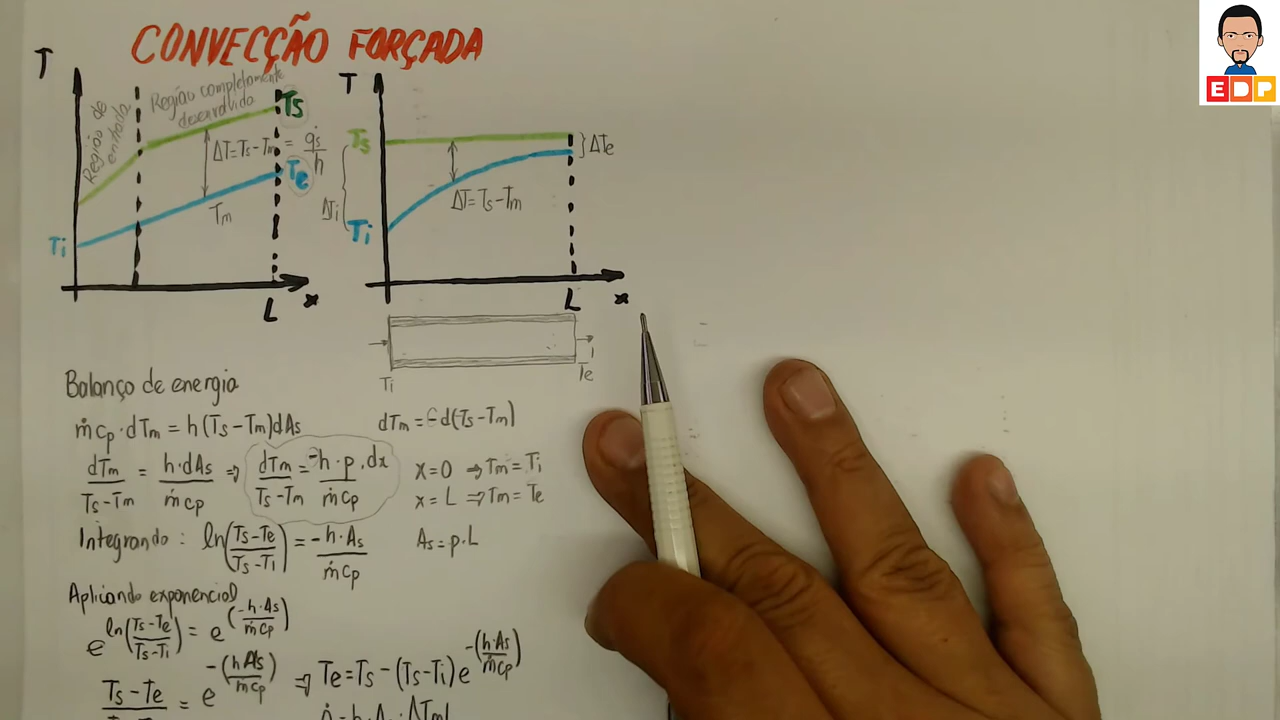 CONVECÇÃO FORÇADA
EDP
T
Região de entrada
Região completamente
desenvolvida
Ts
ΔT=Ts-Tm = q̇s/h
Te
Tm
Ti
L
x
T
Ts
}ΔTe
ΔTi
ΔT=Ts-Tm
Ti
L
x
Ti
Te
Balanço de energia
ṁcp·dTm = h(Ts-Tm)dAs
dTm = -d(Ts-Tm)
dTm/Ts-Tm = h·dAs/ṁcp ⇒ dTm/Ts-Tm = -h·p.dx/ṁcp
x=0 ⇒ Tm=Ti
x=L ⇒ Tm=Te
Integrando: ln(Ts-Te/Ts-Ti) = -h·As/ṁcp
As=p·L
Aplicando exponencial
e^ln(Ts-Te/Ts-Ti) = e^(-h·As/ṁcp)
Ts-Te = e^-(hAs/ṁcp) ⇒ Te=Ts-(Ts-Ti)e^-(h·As/ṁcp)